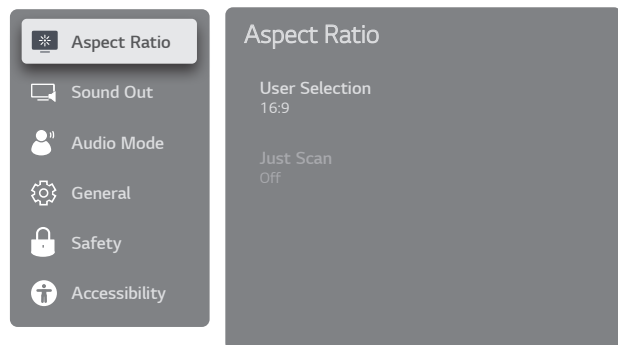 Aspect Ratio
Sound Out
Audio Mode
General
Safety
Accessibility
Aspect Ratio
User Selection
16:9
Just Scan
Off